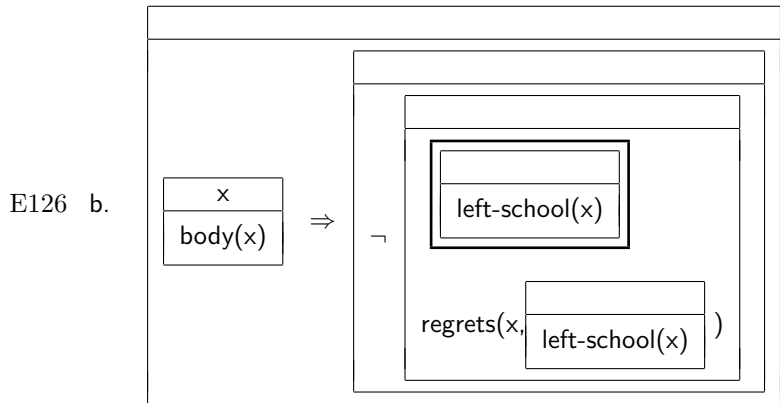 E126 b.
x
body(x)
⇒
¬
left-school(x)
regrets(x,
left-school(x)
)